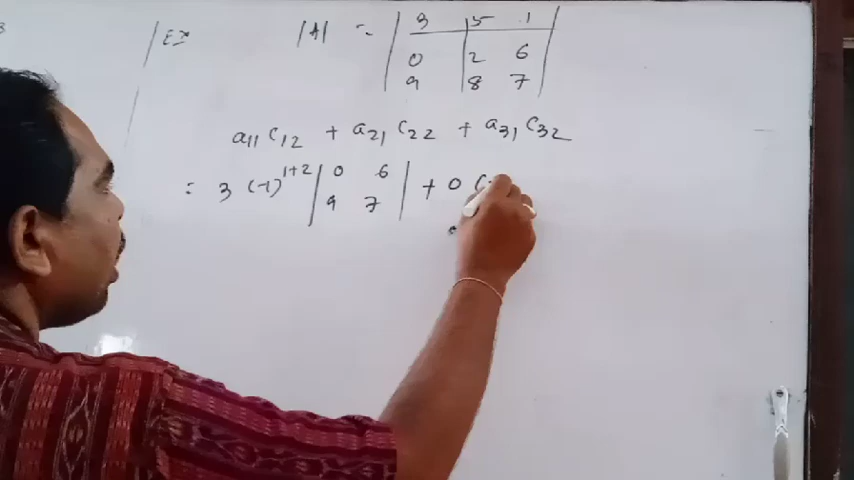 Ex |A| = | 3 5 1 |
0 2 6
9 8 7
a11 C12 + a21 C22 + a31 C32
= 3 (-1)^1+2 | 0 6 | + 0 (-
9 7